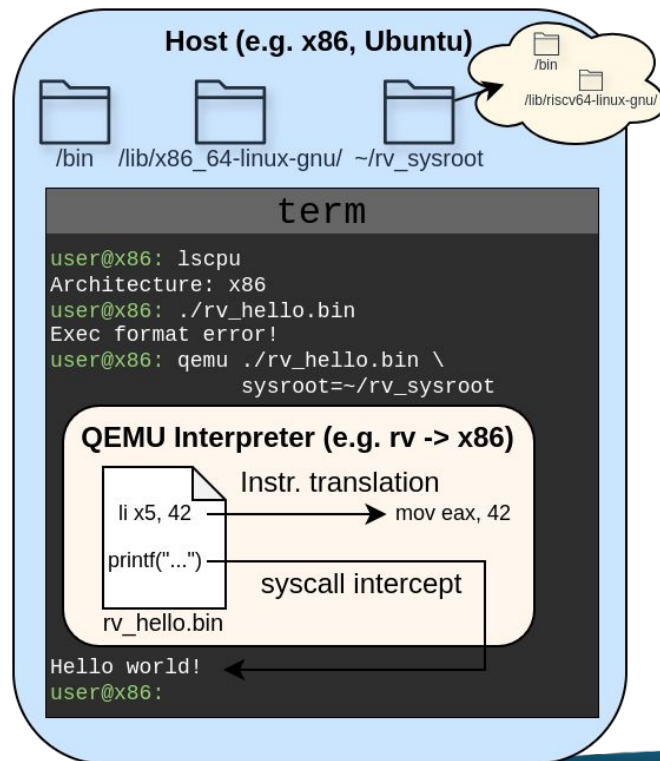 Host (e.g. x86, Ubuntu)
/bin
/lib/riscv64-linux-gnu/
/bin /lib/x86_64-linux-gnu/ ~/rv_sysroot
term
user@x86: lscpu
Architecture: x86
user@x86: ./rv_hello.bin
Exec format error!
user@x86: qemu ./rv_hello.bin \
sysroot=~/rv_sysroot
QEMU Interpreter (e.g. rv -> x86)
Instr. translation
li x5, 42 mov eax, 42
printf("...")
syscall intercept
rv_hello.bin
Hello world!
user@x86: